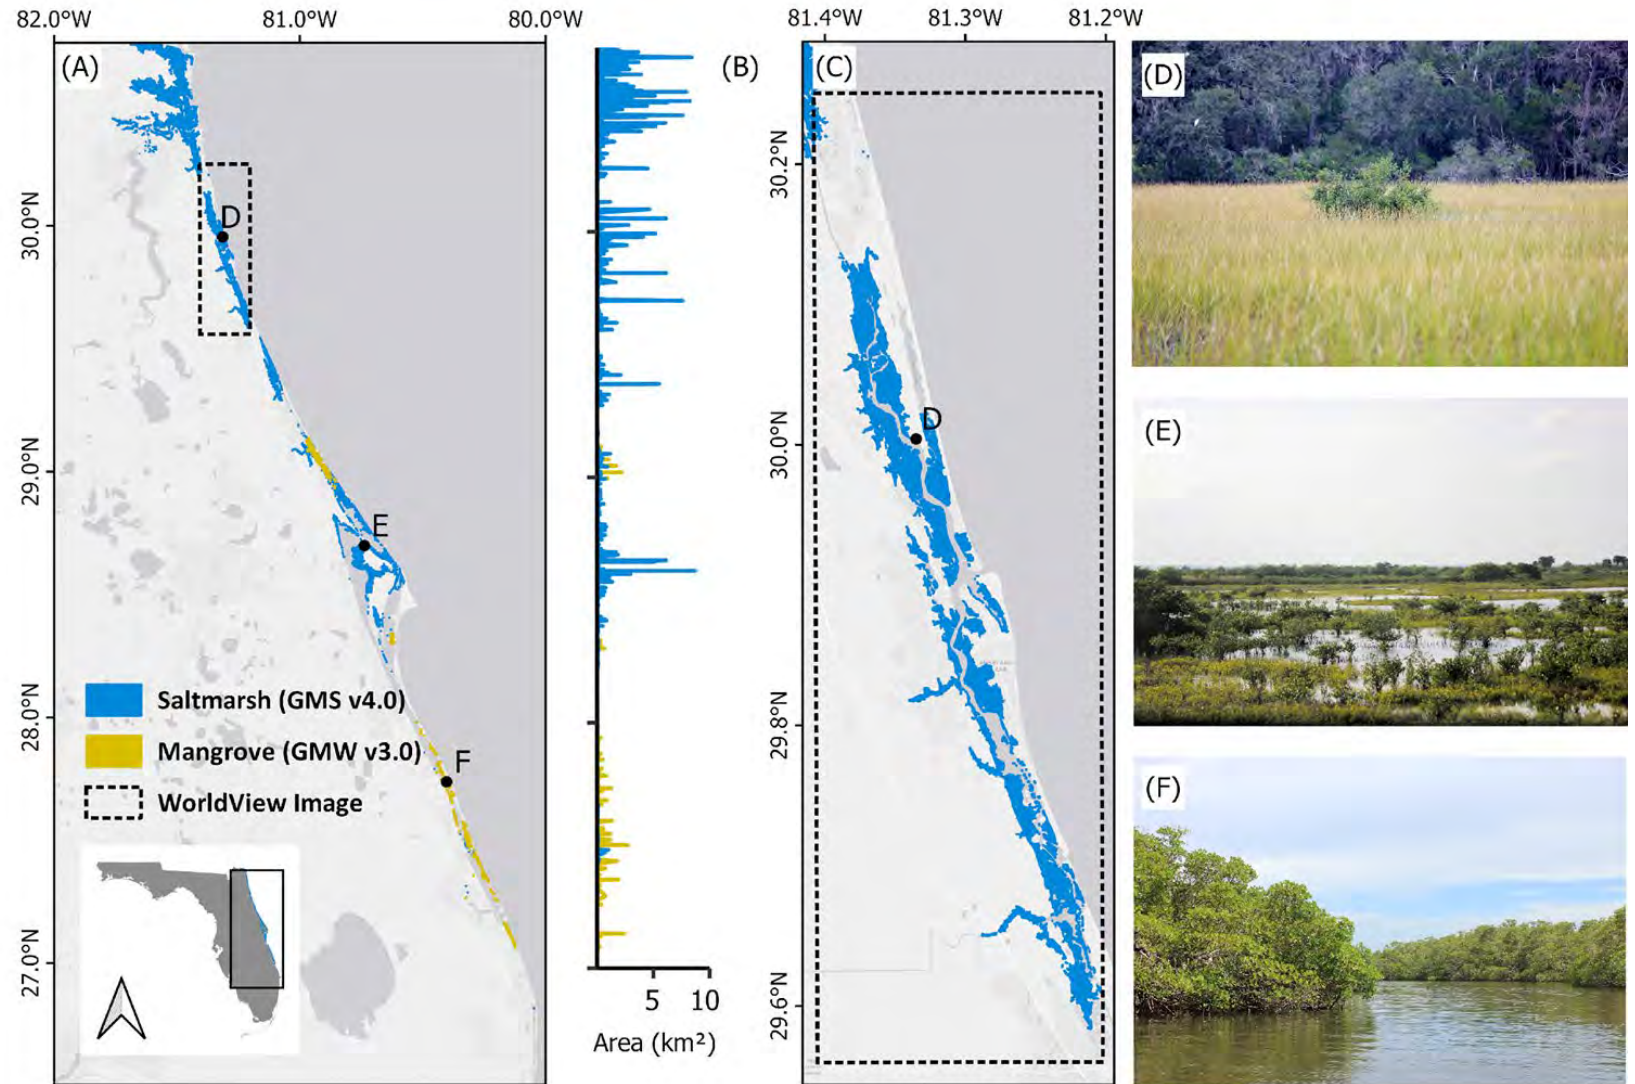 82.0°W 81.0°W 80.0°W
(A)
30.0°N
29.0°N
28.0°N
27.0°N
D
E
F
Saltmarsh (GMS v4.0)
Mangrove (GMW v3.0)
WorldView Image
(B)
5 10
Area (km²)
81.4°W 81.3°W 81.2°W
(C)
30.2°N
30.0°N
29.8°N
29.6°N
D
(D)
(E)
(F)